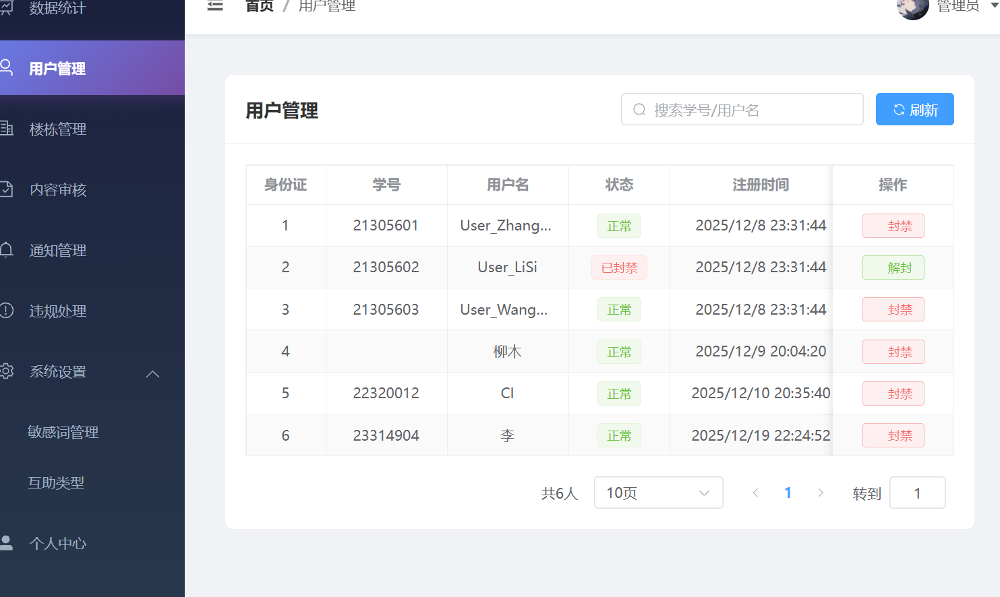 数据统计
首页 / 用户管理
管理员
用户管理
楼栋管理
内容审核
通知管理
违规处理
系统设置
敏感词管理
互助类型
个人中心
用户管理
搜索学号/用户名
刷新
身份证 学号 用户名 状态 注册时间 操作
1 21305601 User_Zhang... 正常 2025/12/8 23:31:44 封禁
2 21305602 User_LiSi 已封禁 2025/12/8 23:31:44 解封
3 21305603 User_Wang... 正常 2025/12/8 23:31:44 封禁
4 柳木 正常 2025/12/9 20:04:20 封禁
5 22320012 CI 正常 2025/12/10 20:35:40 封禁
6 23314904 李 正常 2025/12/19 22:24:52 封禁
共6人 10页 1 转到 1